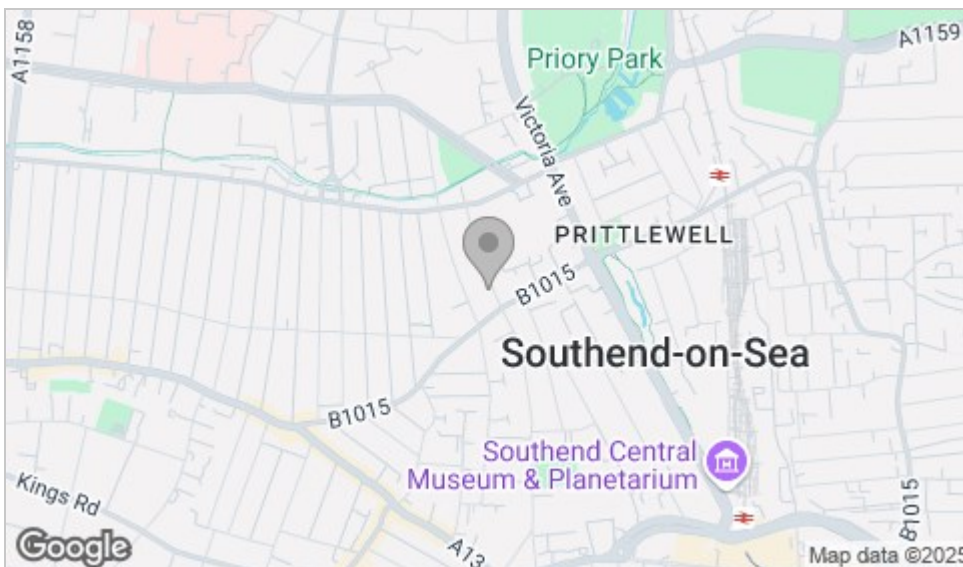 A1158
A1159
Priory Park
Victoria Ave
PRITTLEWELL
B1015
Southend-on-Sea
B1015
Southend Central
Museum & Planetarium
Kings Rd
A13
B1015
Google
Map data ©2025